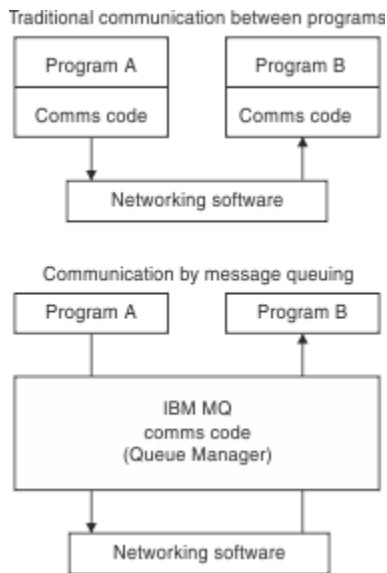 Traditional communication between programs
Program A
Program B
Comms code
Comms code
Networking software
Communication by message queuing
Program A
Program B
IBM MQ
comms code
(Queue Manager)
Networking software